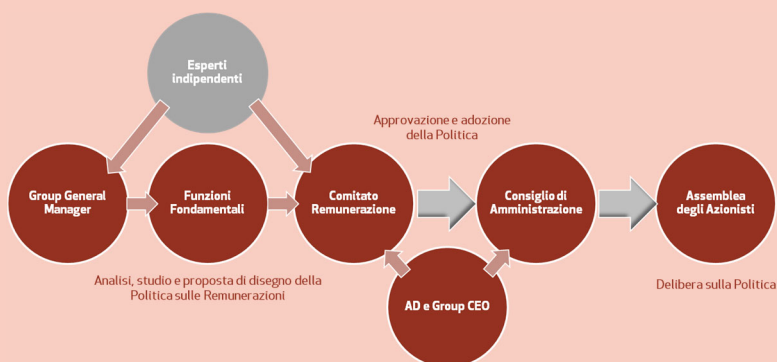 Esperti
indipendenti
Approvazione e adozione
della Politica
Group General
Manager
Funzioni
Fondamentali
Comitato
Remunerazione
Consiglio di
Amministrazione
Assemblea
degli Azionisti
Analisi, studio e proposta di disegno della
Politica sulle Remunerazioni
AD e Group CEO
Delibera sulla Politica